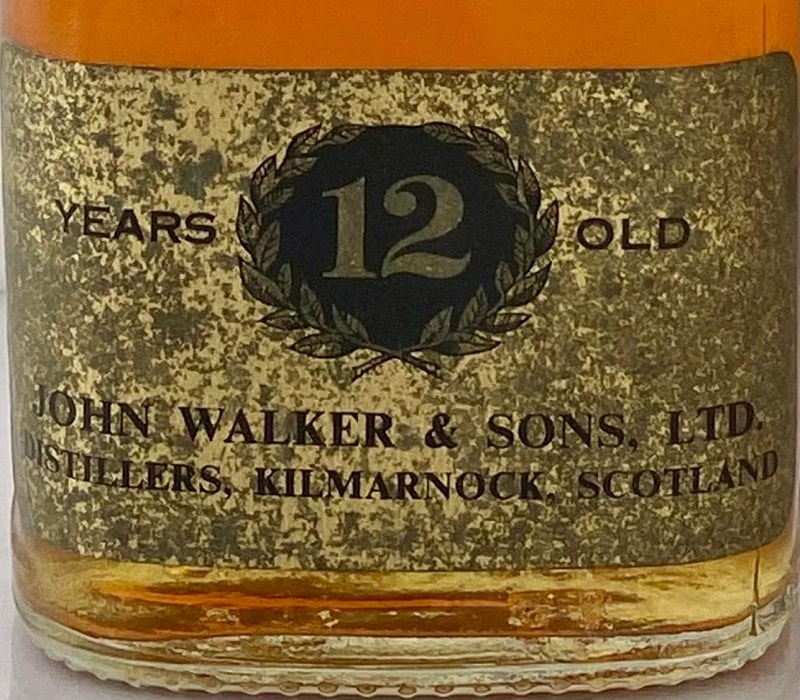 YEARS 12 OLD
JOHN WALKER & SONS, LTD.
DISTILLERS, KILMARNOCK, SCOTLAND